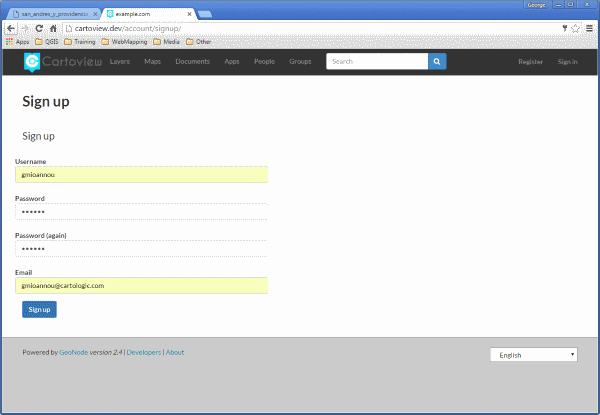 George
san_andres_y_providencia
example.com
cartoview.dev/account/signup/
Apps QGIS Training WebMapping Media Other
Cartoview Layers Maps Documents Apps People Groups Search Register Sign in
Sign up
Sign up
Username
gmioannou
Password
••••••
Password (again)
••••••
Email
gmioannou@cartologic.com
Sign up
Powered by GeoNode version 2.4 | Developers | About
English